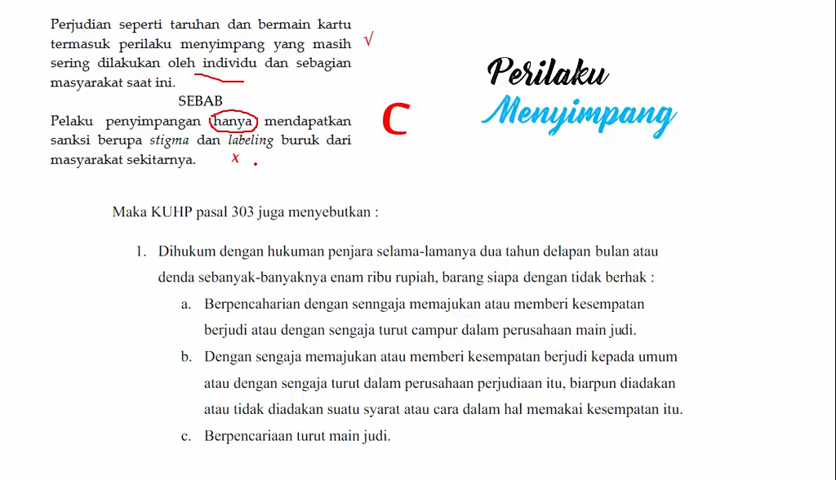 Perjudian seperti taruhan dan bermain kartu
termasuk perilaku menyimpang yang masih √
sering dilakukan oleh individu dan sebagian
masyarakat saat ini.
SEBAB
Pelaku penyimpangan hanya mendapatkan
sanksi berupa stigma dan labeling buruk dari
masyarakat sekitarnya. x .
C
Perilaku
Menyimpang
Maka KUHP pasal 303 juga menyebutkan :
1. Dihukum dengan hukuman penjara selama-lamanya dua tahun delapan bulan atau
denda sebanyak-banyaknya enam ribu rupiah, barang siapa dengan tidak berhak :
a. Berpencaharian dengan senngaja memajukan atau memberi kesempatan
berjudi atau dengan sengaja turut campur dalam perusahaan main judi.
b. Dengan sengaja memajukan atau memberi kesempatan berjudi kepada umum
atau dengan sengaja turut dalam perusahaan perjudiaan itu, biarpun diadakan
atau tidak diadakan suatu syarat atau cara dalam hal memakai kesempatan itu.
c. Berpencariaan turut main judi.